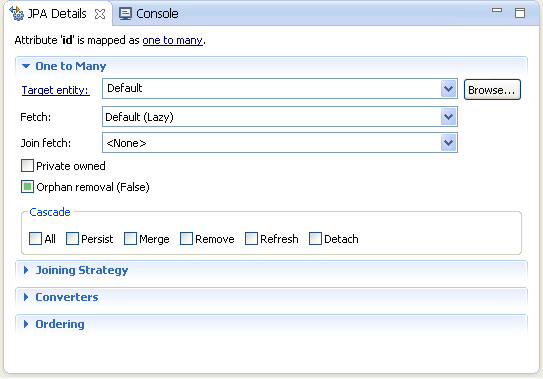 JPA Details Console
Attribute 'id' is mapped as one to many.
One to Many
Target entity: Default Browse...
Fetch: Default (Lazy)
Join fetch: <None>
Private owned
Orphan removal (False)
Cascade
All Persist Merge Remove Refresh Detach
Joining Strategy
Converters
Ordering